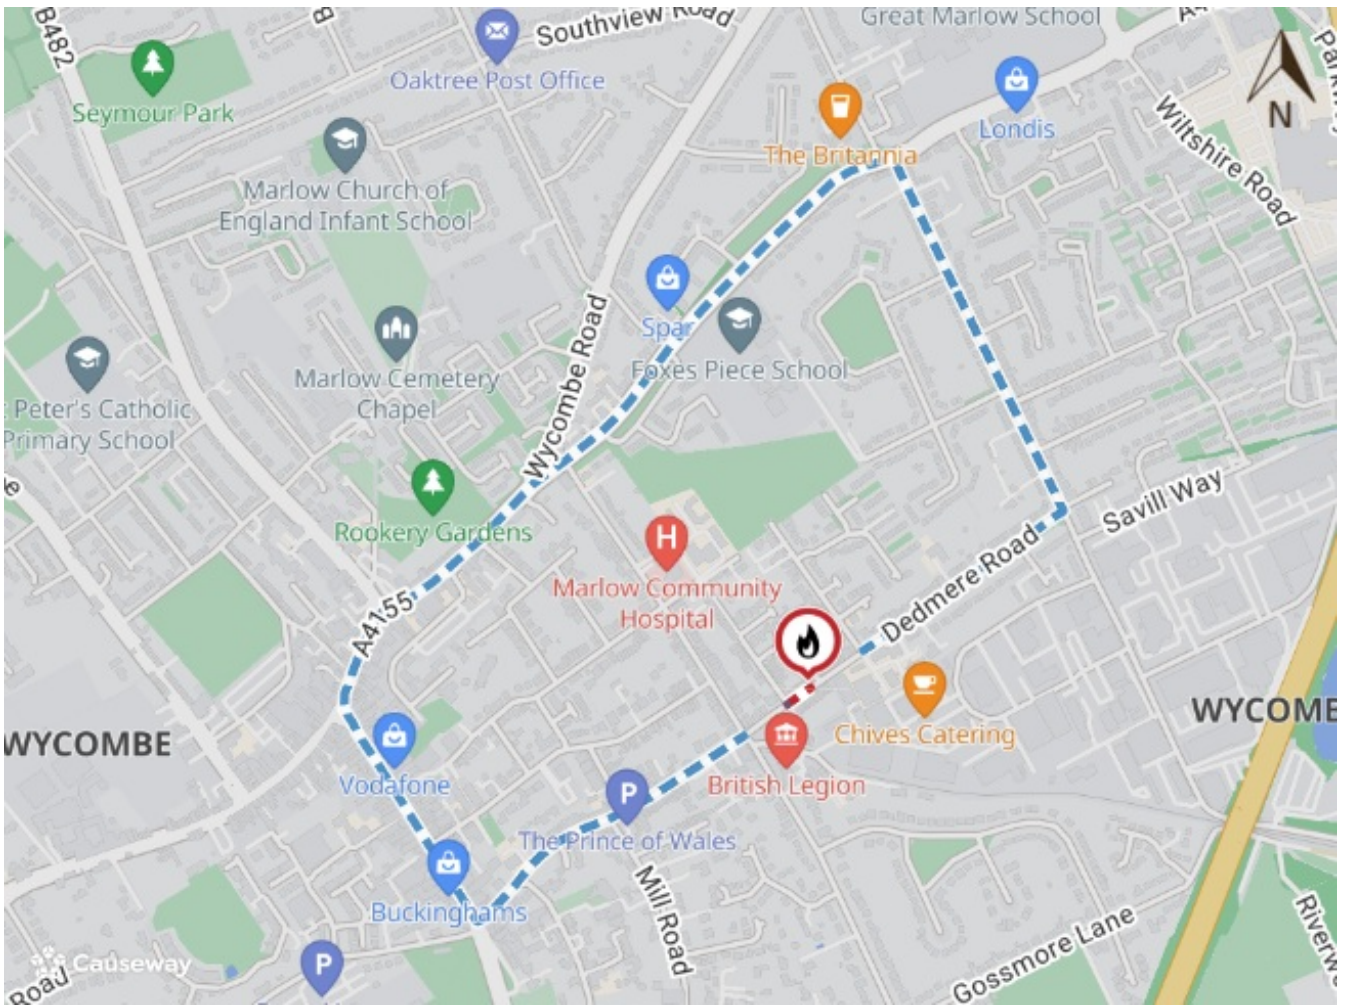 B482
Southview Road
Great Marlow School
Oaktree Post Office
Seymour Park
Londis
N
Wiltshire Road
The Britannia
Marlow Church of
England Infant School
Spar
Wycombe Road
Foxes Piece School
Marlow Cemetery
Chapel
Peter's Catholic
Primary School
Rookery Gardens
H
Savill Way
Marlow Community
Hospital
A4155
Dedmere Road
WYCOMBE
WYCOMB
Chives Catering
Vodafone
British Legion
P
The Prince of Wales
Buckinghams
Mill Road
Gossmore Lane
Causeway
P
Road